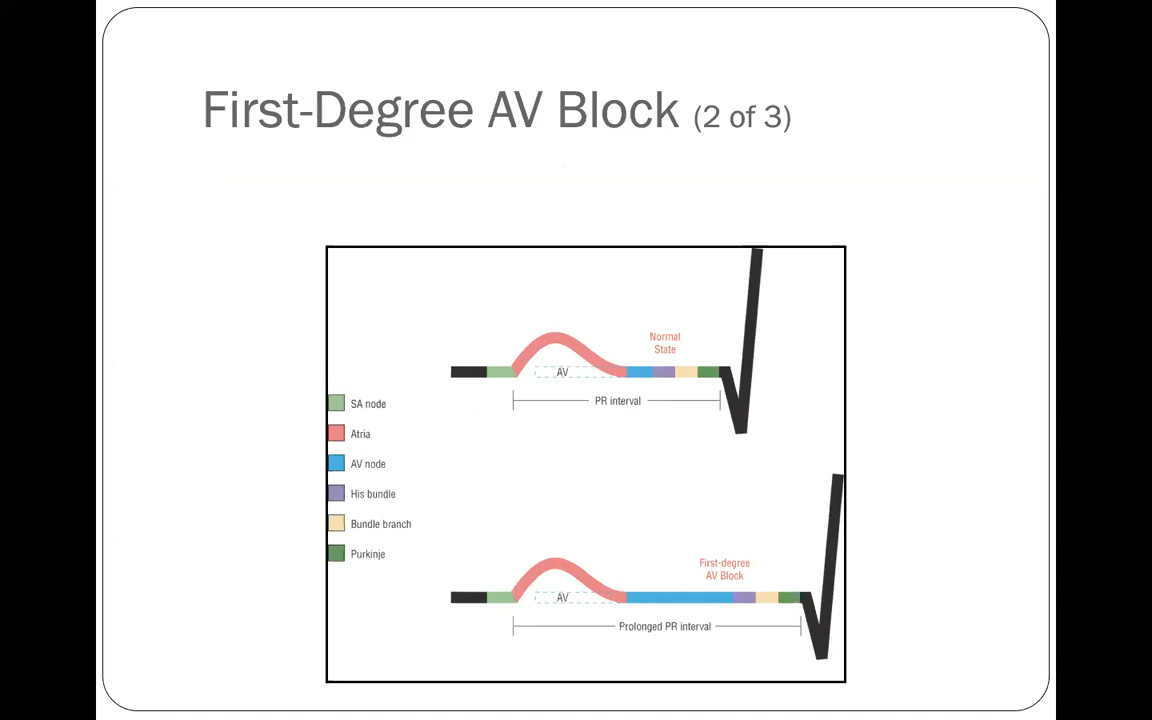 First-Degree AV Block (2 of 3)
Normal
State
AV
PR interval
SA node
Atria
AV node
His bundle
Bundle branch
Purkinje
First-degree
AV Block
AV
Prolonged PR interval